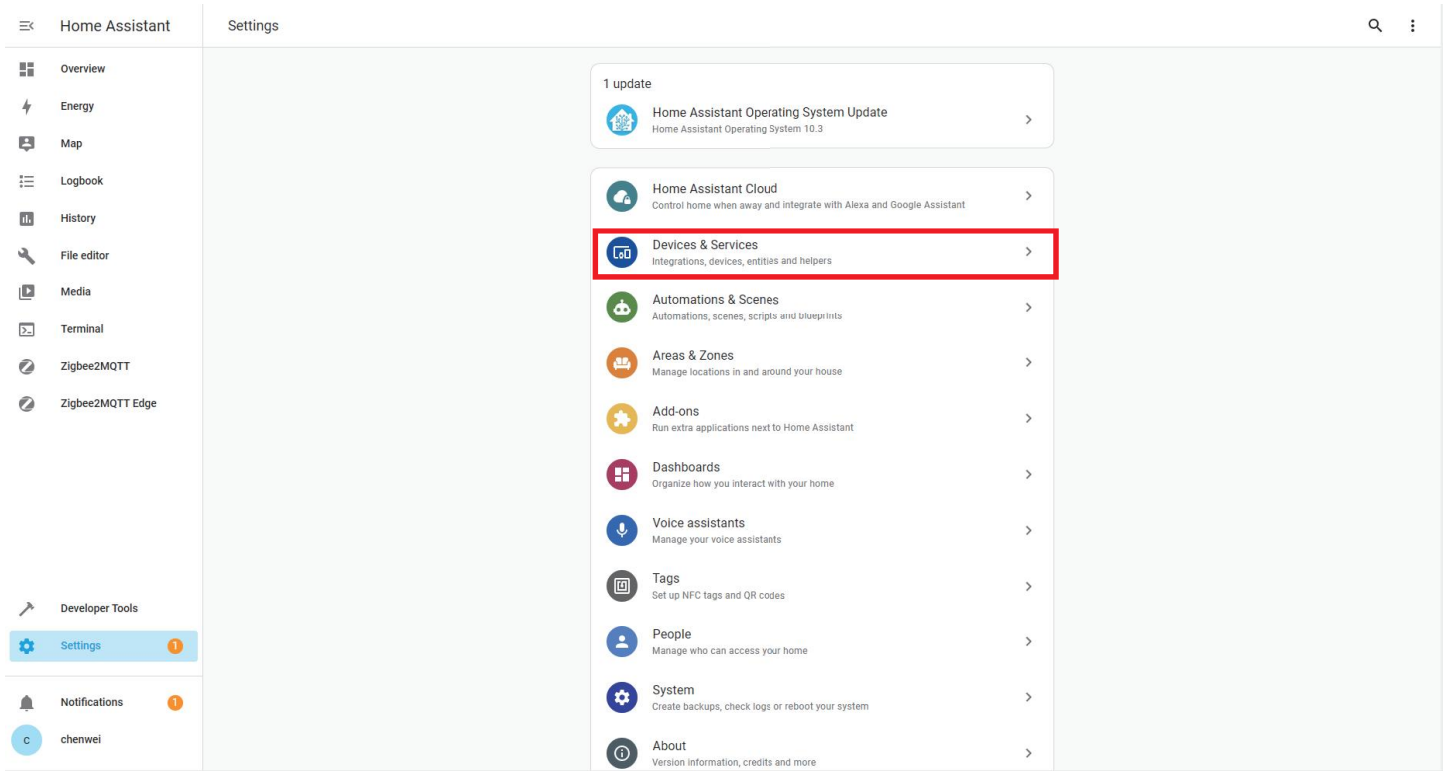 Home Assistant
Overview
Energy
Map
Logbook
History
File editor
Media
Terminal
Zigbee2MQTT
Zigbee2MQTT Edge
Developer Tools
Settings 1
Notifications 1
c chenwei
Settings
1 update
Home Assistant Operating System Update
Home Assistant Operating System 10.3
Home Assistant Cloud
Control home when away and integrate with Alexa and Google Assistant
Devices & Services
Integrations, devices, entities and helpers
Automations & Scenes
Automations, scenes, scripts and blueprints
Areas & Zones
Manage locations in and around your house
Add-ons
Run extra applications next to Home Assistant
Dashboards
Organize how you interact with your home
Voice assistants
Manage your voice assistants
Tags
Set up NFC tags and QR codes
People
Manage who can access your home
System
Create backups, check logs or reboot your system
About
Version information, credits and more